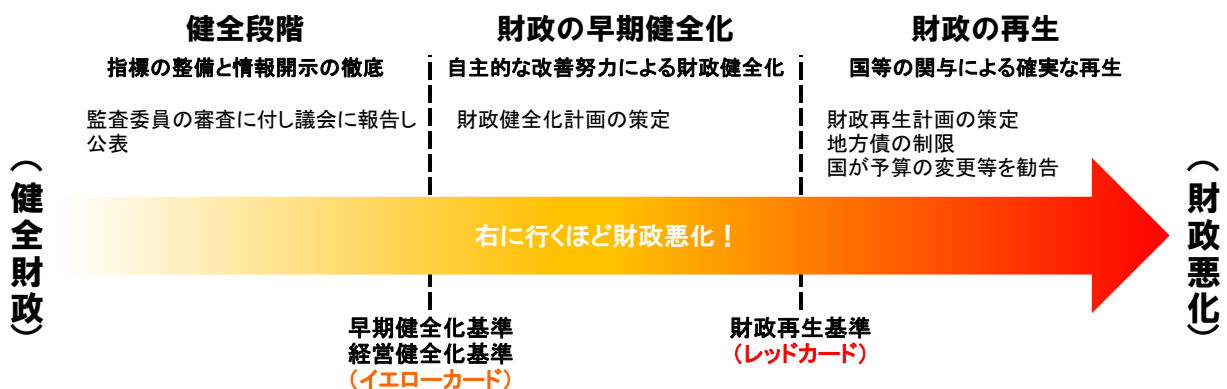 健全段階
指標の整備と情報開示の徹底
監査委員の審査に付し議会に報告し
公表
財政の早期健全化
自主的な改善努力による財政健全化
財政健全化計画の策定
財政の再生
国等の関与による確実な再生
財政再生計画の策定
地方債の制限
国が予算の変更等を勧告
（健全財政）
右に行くほど財政悪化！
（財政悪化）
早期健全化基準
経営健全化基準
（イエローカード）
財政再生基準
（レッドカード）